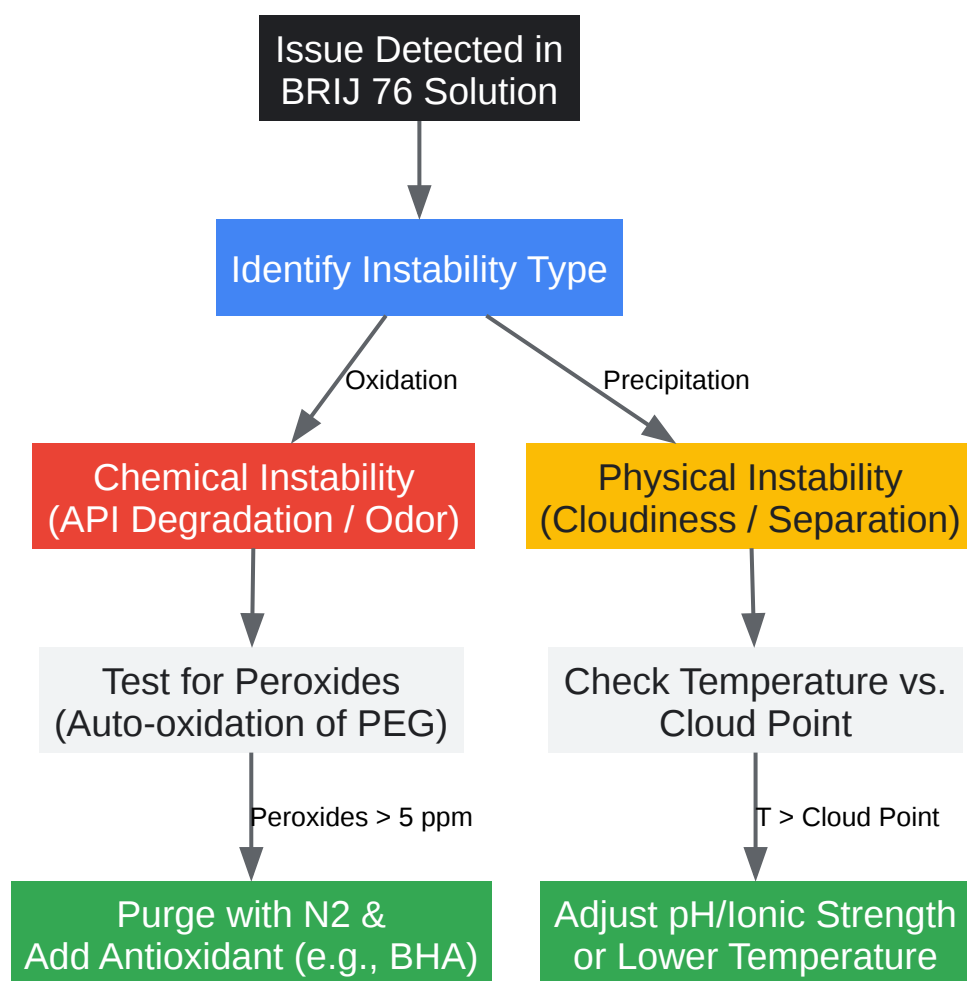 Issue Detected in
BRIJ 76 Solution
Identify Instability Type
Oxidation
Precipitation
Chemical Instability
(API Degradation / Odor)
Physical Instability
(Cloudiness / Separation)
Test for Peroxides
(Auto-oxidation of PEG)
Check Temperature vs.
Cloud Point
Peroxides > 5 ppm
T > Cloud Point
Purge with N2 &
Add Antioxidant (e.g., BHA)
Adjust pH/Ionic Strength
or Lower Temperature